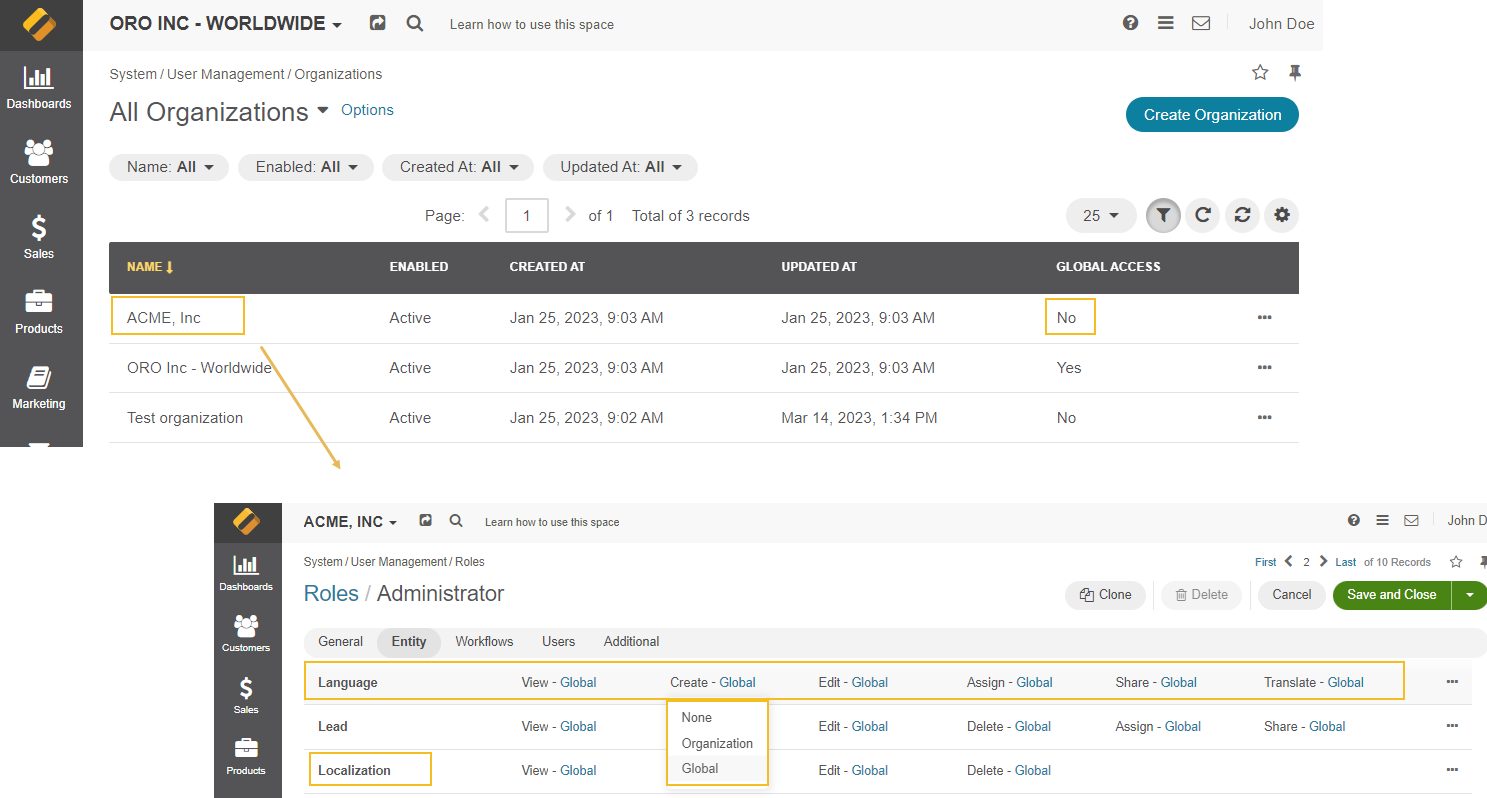 ORO INC - WORLDWIDE
Learn how to use this space
John Doe
System / User Management / Organizations
All Organizations
Options
Create Organization
Name: All
Enabled: All
Created At: All
Updated At: All
Page: 1 of 1 Total of 3 records
25
NAME ENABLED CREATED AT UPDATED AT GLOBAL ACCESS
ACME, Inc Active Jan 25, 2023, 9:03 AM Jan 25, 2023, 9:03 AM No
ORO Inc - Worldwide Active Jan 25, 2023, 9:03 AM Jan 25, 2023, 9:03 AM Yes
Test organization Active Jan 25, 2023, 9:02 AM Mar 14, 2023, 1:34 PM No
Dashboards
Customers
Sales
Products
Marketing
ACME, INC
Learn how to use this space
John D
System / User Management / Roles
First 2 Last of 10 Records
Roles / Administrator
Clone
Delete
Cancel
Save and Close
General Entity Workflows Users Additional
Language View - Global Create - Global Edit - Global Assign - Global Share - Global Translate - Global
Lead View - Global Edit - Global Delete - Global Assign - Global Share - Global
Localization View - Global Edit - Global Delete - Global
None
Organization
Global
Dashboards
Customers
Sales
Products